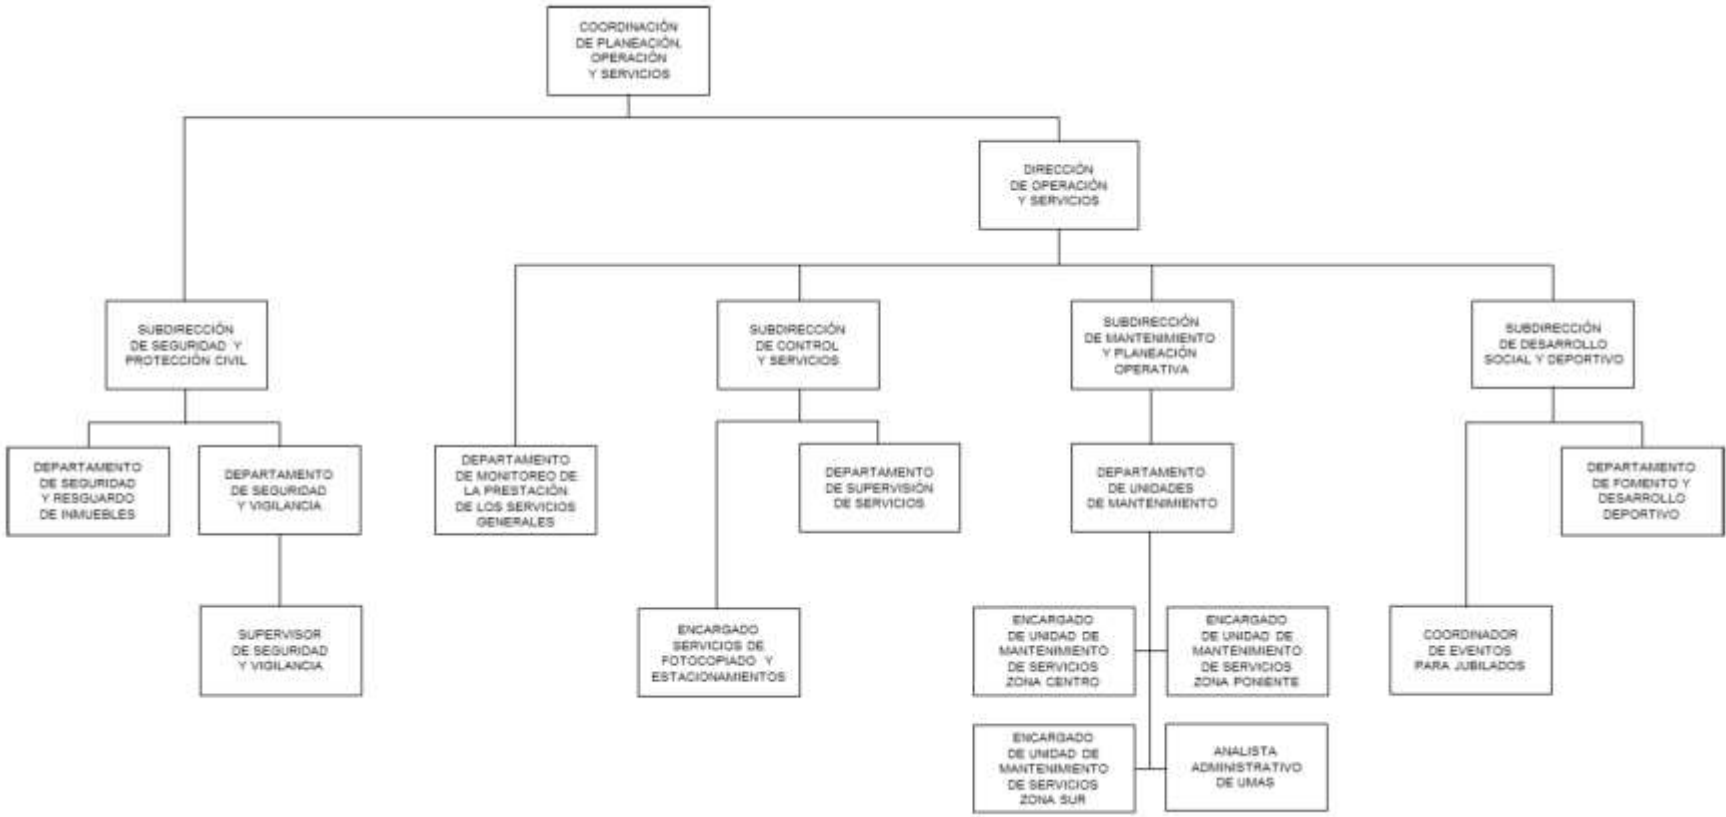 COORDINACIÓN
DE PLANEACIÓN,
OPERACIÓN
Y SERVICIOS
DIRECCIÓN
DE OPERACIÓN
Y SERVICIOS
SUBDIRECCIÓN
DE SEGURIDAD Y
PROTECCIÓN CIVIL
SUBDIRECCIÓN
DE CONTROL
Y SERVICIOS
SUBDIRECCIÓN
DE MANTENIMIENTO
Y PLANEACIÓN
OPERATIVA
SUBDIRECCIÓN
DE DESARROLLO
SOCIAL Y DEPORTIVO
DEPARTAMENTO
DE SEGURIDAD
Y RESGUARDO
DE INMUEBLES
DEPARTAMENTO
DE SEGURIDAD
Y VIGILANCIA
DEPARTAMENTO
DE MONITOREO DE
LA PRESTACIÓN
DE LOS SERVICIOS
GENERALES
DEPARTAMENTO
DE SUPERVISIÓN
DE SERVICIOS
DEPARTAMENTO
DE UNIDADES
DE MANTENIMIENTO
DEPARTAMENTO
DE FOMENTO Y
DESARROLLO
DEPORTIVO
SUPERVISOR
DE SEGURIDAD
Y VIGILANCIA
ENCARGADO
SERVICIOS DE
FOTOCOPIADO Y
ESTACIONAMIENTOS
ENCARGADO
DE UNIDAD DE
MANTENIMIENTO
DE SERVICIOS
ZONA CENTRO
ENCARGADO
DE UNIDAD DE
MANTENIMIENTO
DE SERVICIOS
ZONA PONIENTE
COORDINADOR
DE EVENTOS
PARA JUBILADOS
ENCARGADO
DE UNIDAD DE
MANTENIMIENTO
DE SERVICIOS
ZONA SUR
ANALISTA
ADMINISTRATIVO
DE UMAS